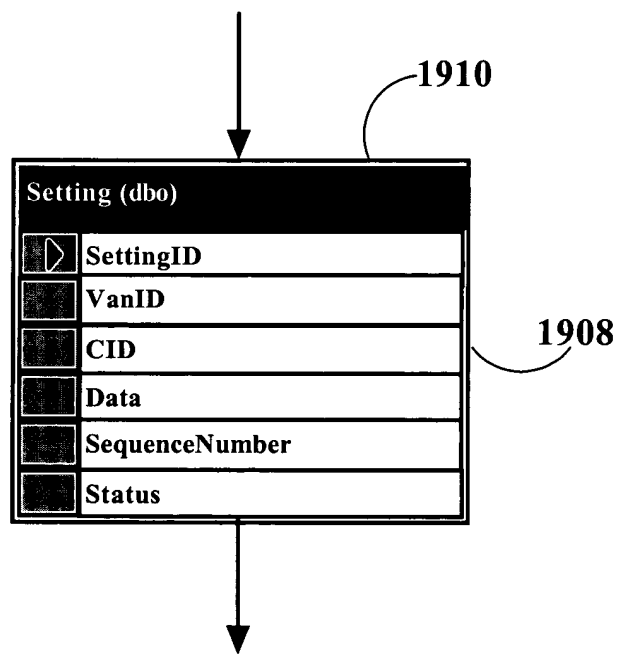 1910
Setting (dbo)
SettingID
VanID
CID
1908
Data
SequenceNumber
Status